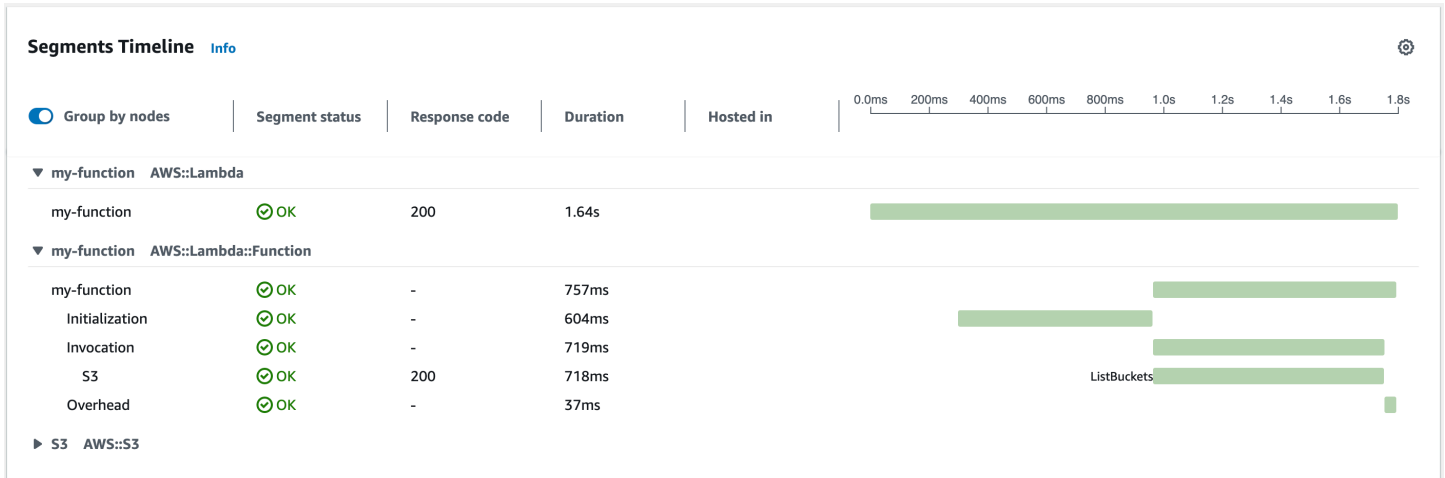 Segments Timeline Info
0.0ms 200ms 400ms 600ms 800ms 1.0s 1.2s 1.4s 1.6s 1.8s
Group by nodes Segment status Response code Duration Hosted in
my-function AWS::Lambda
my-function OK 200 1.64s
my-function AWS::Lambda::Function
my-function OK - 757ms
Initialization OK - 604ms
Invocation OK - 719ms
S3 OK 200 718ms ListBuckets
Overhead OK - 37ms
S3 AWS::S3